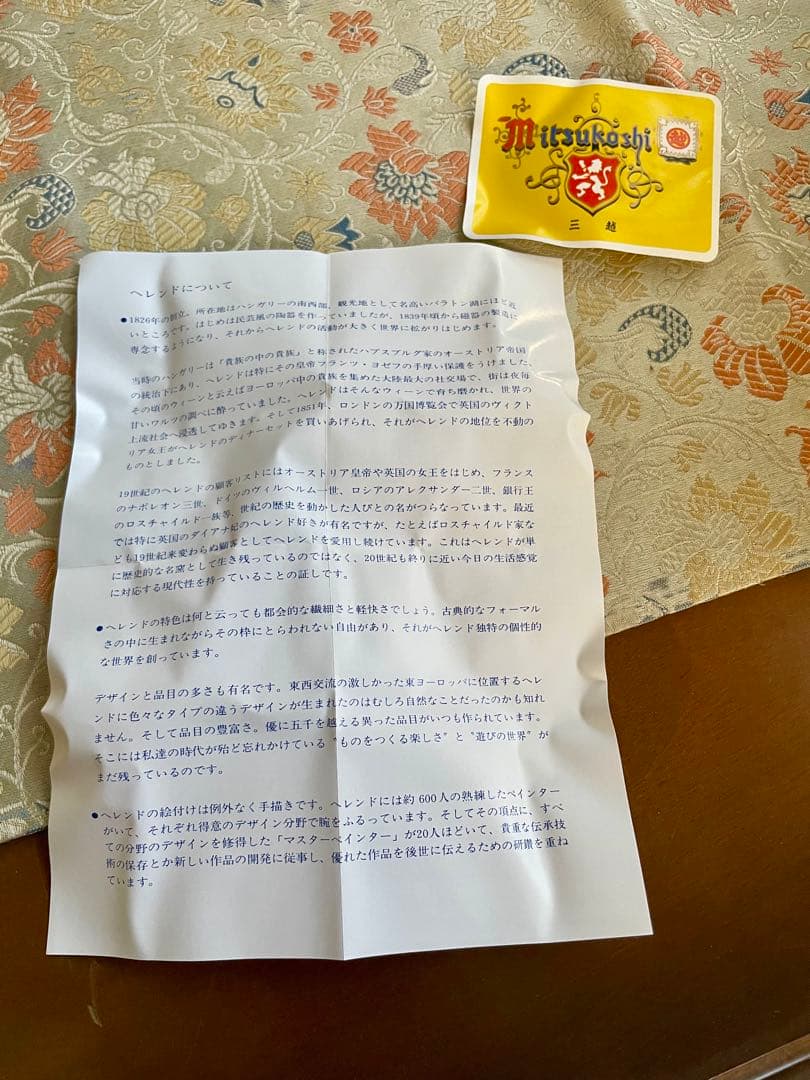 Mitsukoshi
三越
ヘレンドについて
●1826年の創立。所在地はハンガリーの南西部、観光地として名高いバラトン湖にほど近
いところです。はじめは民芸風の陶器を作っていましたが、1839年頃から磁器の製造に
専念するようになり、それからヘレンドの活動が大きく世界に拡がりはじめます。
当時のハンガリーは「貴族の中の貴族」と称されたハプスブルグ家のオーストリア帝国
の統治下にあり、ヘレンドは特にその皇帝フランツ・ヨゼフの手厚い保護をうけました。
その頃のウィーンと云えばヨーロッパ中の貴族を集めた大陸最大の社交場で、街は夜毎
甘いワルツの調べに酔っていました。ヘレンドはそんなウィーンで育ち磨かれ、世界の
上流社会へ浸透してゆきます。そして1851年、ロンドンの万国博覧会で英国のヴィクト
リア女王がヘレンドのディナーセットを買いあげられ、それがヘレンドの地位を不動の
ものとしました。
19世紀のヘレンドの顧客リストにはオーストリア皇帝や英国の女王をはじめ、フランス
のナポレオン三世、ドイツのヴィルヘルム一世、ロシアのアレクサンダー二世、銀行王
のロスチャイルド一族等、世紀の歴史を動かした人びとの名がつらなっています。最近
では特に英国のダイアナ妃のヘレンド好きが有名ですが、たとえばロスチャイルド家な
ども19世紀来変わらぬ顧客としてヘレンドを愛用し続けています。これはヘレンドが単
に歴史的な名窯として生き残っているのではなく、20世紀も終りに近い今日の生活感覚
に対応する現代性を持っていることの証しです。
●ヘレンドの特色は何と云っても都会的な繊細さと軽快さでしょう。古典的なフォーマル
さの中に生まれながらその枠にとらわれない自由があり、それがヘレンド独特の個性的
な世界を創っています。
デザインと品目の多さも有名です。東西交流の激しかった東ヨーロッパに位置するヘレ
ンドに色々なタイプの違うデザインが生まれたのはむしろ自然なことだったのかも知れ
ません。そして品目の豊富さ。優に五千を越える異った品目がいつも作られています。
そこには私達の時代が殆ど忘れかけている〝ものをつくる楽しさ〟と〝遊びの世界〟が
まだ残っているのです。
●ヘレンドの絵付けは例外なく手描きです。ヘレンドには約600人の熟練したペインター
がいて、それぞれ得意のデザイン分野で腕をふるっています。そしてその頂点に、すべ
ての分野のデザインを修得した「マスターペインター」が20人ほどいて、貴重な伝承技
術の保存とか新しい作品の開発に従事し、優れた作品を後世に伝えるための研鑽を重ね
ています。